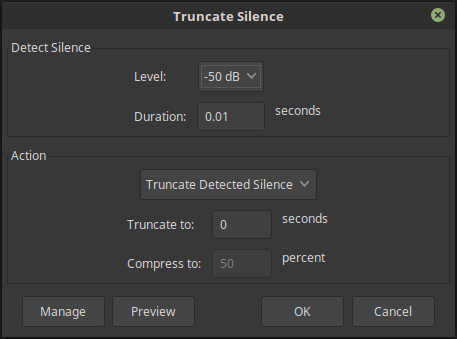 Truncate Silence
Detect Silence
Level: -50 dB
Duration: 0.01 seconds
Action
Truncate Detected Silence
Truncate to: 0 seconds
Compress to: 50 percent
Manage Preview OK Cancel